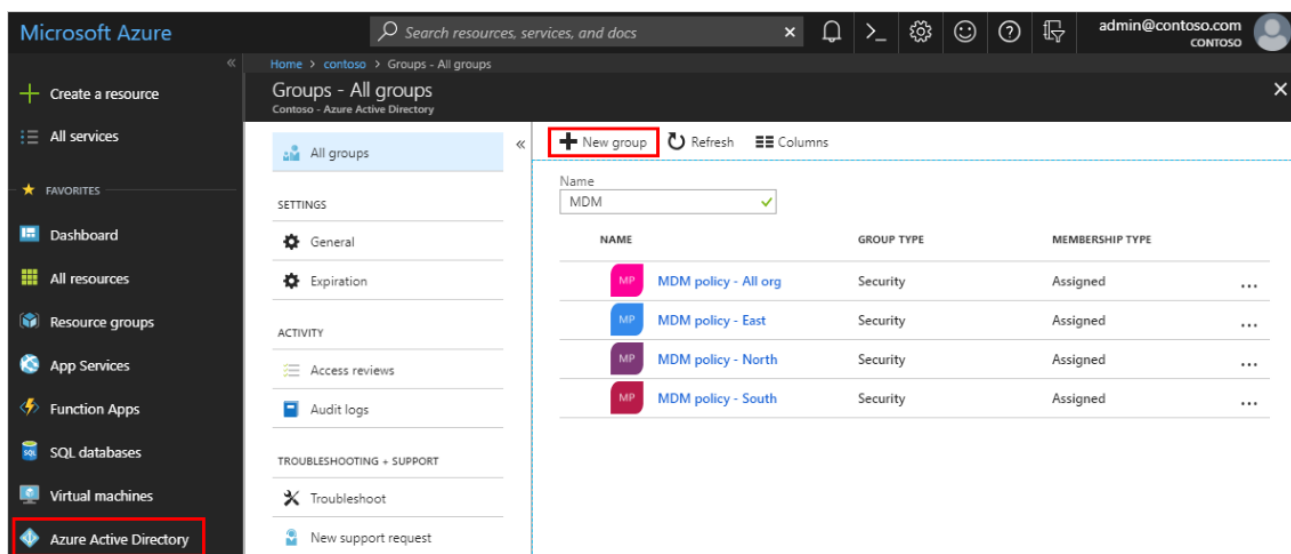 Microsoft Azure
Search resources, services, and docs
admin@contoso.com
CONTOSO
Create a resource
All services
FAVORITES
Dashboard
All resources
Resource groups
App Services
Function Apps
SQL databases
Virtual machines
Azure Active Directory
Home > contoso > Groups - All groups
Groups - All groups
Contoso - Azure Active Directory
All groups
SETTINGS
General
Expiration
ACTIVITY
Access reviews
Audit logs
TROUBLESHOOTING + SUPPORT
Troubleshoot
New support request
New group Refresh Columns
Name
MDM
NAME GROUP TYPE MEMBERSHIP TYPE
MP MDM policy - All org Security Assigned ...
MP MDM policy - East Security Assigned ...
MP MDM policy - North Security Assigned ...
MP MDM policy - South Security Assigned ...